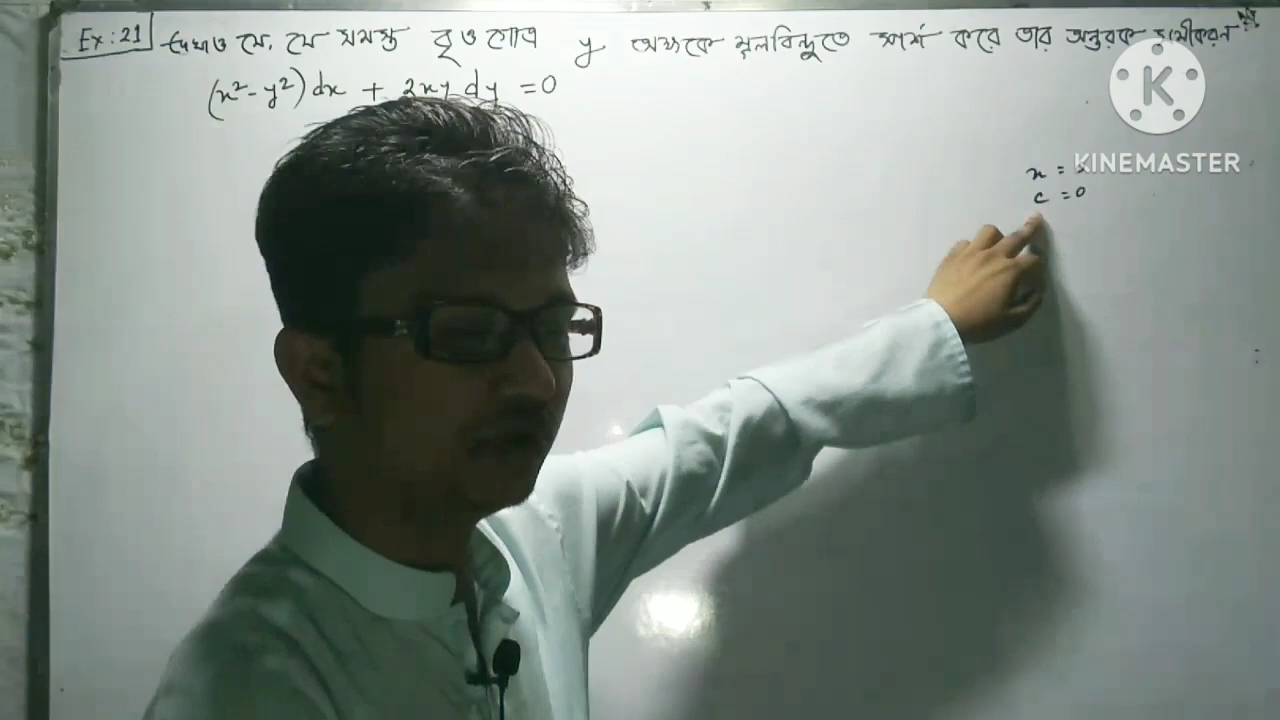 Ex: 21 দেখাও যে, যে সমস্ত বৃত্ত গোত্র y অক্ষকে মূলবিন্দুতে স্পর্শ করে তার অন্তরক সমীকরণ
(x² - y²) dx + 2xy dy = 0
KINEMASTER
x =
c = 0